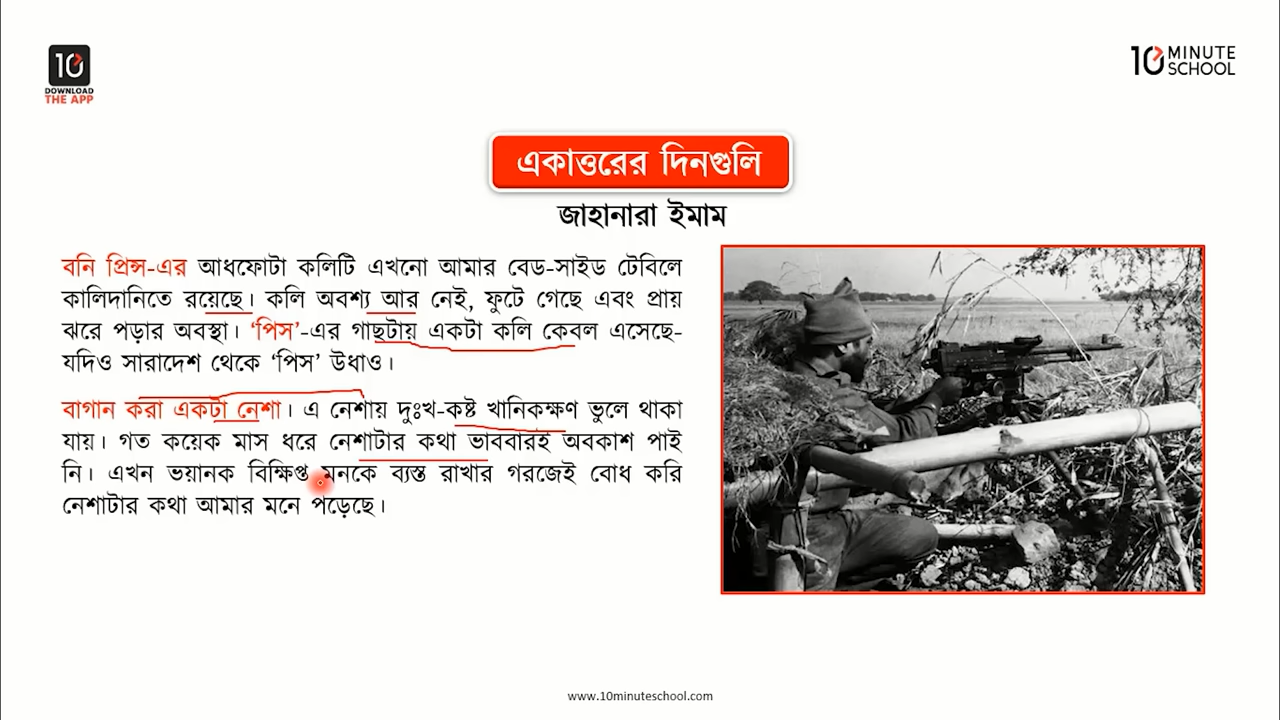 10
DOWNLOAD
THE APP
10 MINUTE
SCHOOL
একাত্তরের দিনগুলি
জাহানারা ইমাম
বনি প্রিন্স-এর আধফোটা কলিটি এখনো আমার বেড-সাইড টেবিলে
কালিদানিতে রয়েছে। কলি অবশ্য আর নেই, ফুটে গেছে এবং প্রায়
ঝরে পড়ার অবস্থা। ‘পিস’-এর গাছটায় একটা কলি কেবল এসেছে-
যদিও সারাদেশ থেকে ‘পিস’ উধাও।
বাগান করা একটা নেশা। এ নেশায় দুঃখ-কষ্ট খানিকক্ষণ ভুলে থাকা
যায়। গত কয়েক মাস ধরে নেশাটার কথা ভাববারই অবকাশ পাই
নি। এখন ভয়ানক বিক্ষিপ্ত মনকে ব্যস্ত রাখার গরজেই বোধ করি
নেশাটার কথা আমার মনে পড়েছে।
www.10minuteschool.com